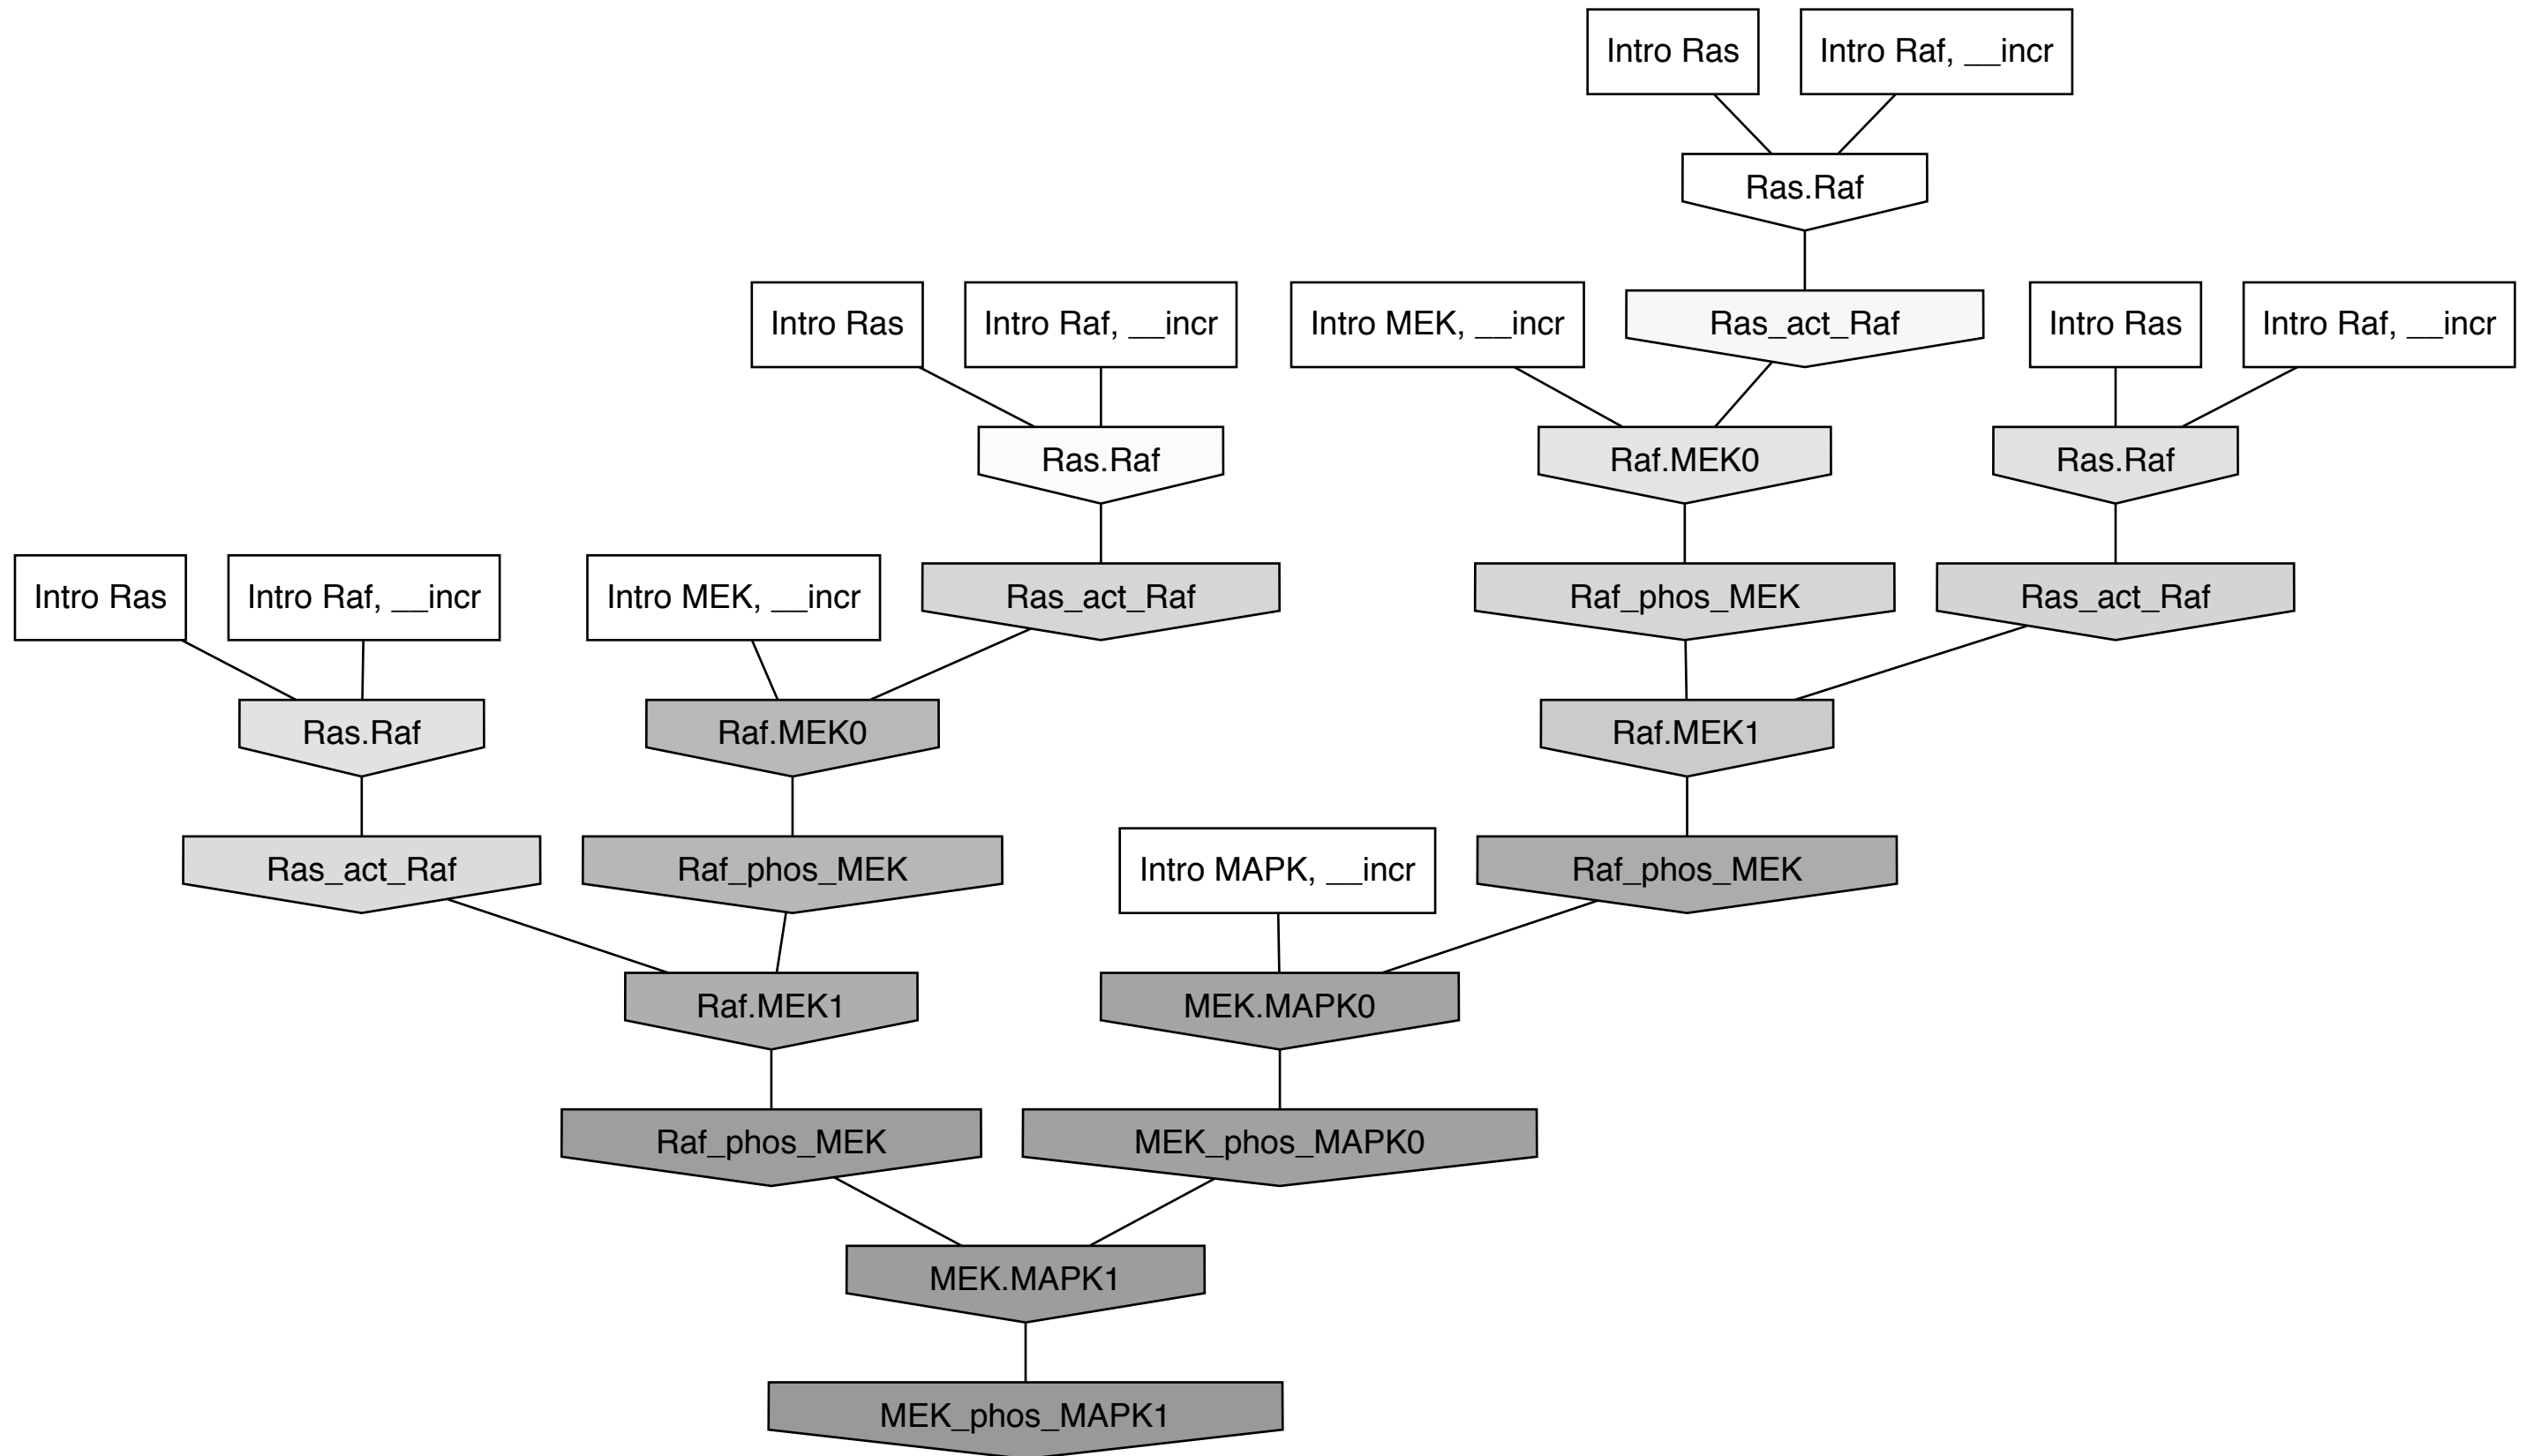 Intro Ras
Intro Raf, __incr
Ras.Raf
Intro Ras
Intro Raf, __incr
Intro MEK, __incr
Ras_act_Raf
Intro Ras
Intro Raf, __incr
Ras.Raf
Raf.MEK0
Ras.Raf
Intro Ras
Intro Raf, __incr
Intro MEK, __incr
Ras_act_Raf
Raf_phos_MEK
Ras_act_Raf
Ras.Raf
Raf.MEK0
Raf.MEK1
Ras_act_Raf
Raf_phos_MEK
Intro MAPK, __incr
Raf_phos_MEK
Raf.MEK1
MEK.MAPK0
Raf_phos_MEK
MEK_phos_MAPK0
MEK.MAPK1
MEK_phos_MAPK1